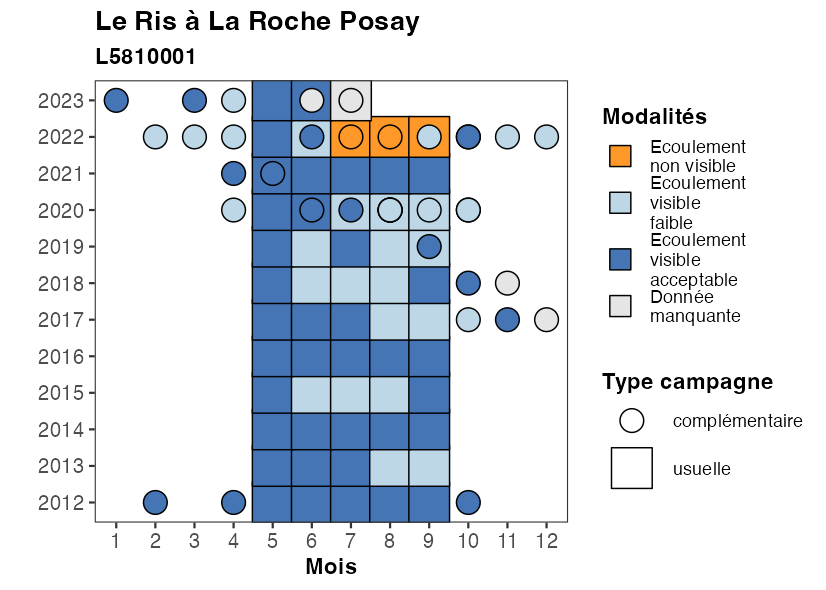 Le Ris à La Roche Posay
L5810001
2023
2022
2021
2020
2019
2018
2017
2016
2015
2014
2013
2012
1 2 3 4 5 6 7 8 9 10 11 12
Mois
Modalités
Ecoulement
non visible
Ecoulement
visible
faible
Ecoulement
visible
acceptable
Donnée
manquante
Type campagne
complémentaire
usuelle